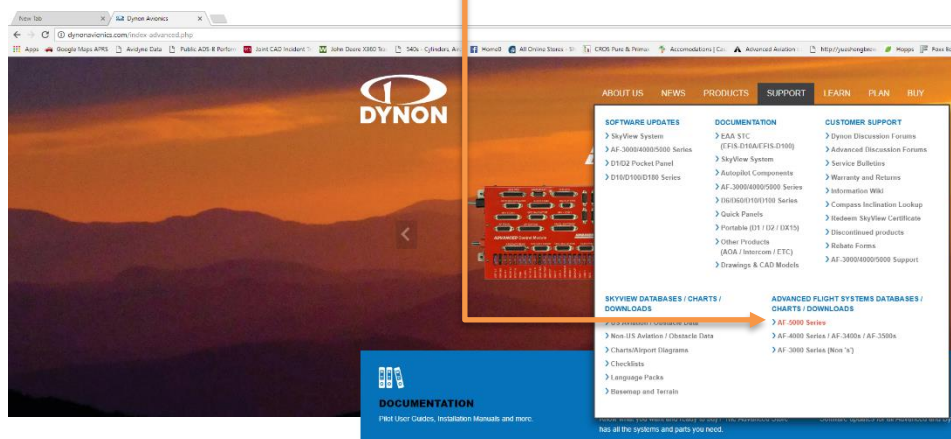 New Tab
Dynon Avionics
dynonavionics.com/index-advanced.php
Apps
Google Maps APRS
Avidyne Data
Public ADS-B Perform
Joint CAD Incident
John Deere X360
All Online Stores
CROS Pure & Primax
Advanced Aviation
Hopps
DYNON
ABOUT US NEWS PRODUCTS SUPPORT LEARN PLAN BUY
SOFTWARE UPDATES
SkyView System
AF-3000/4000/5000 Series
D1/D2 Pocket Panel
D10/D100/D180 Series
DOCUMENTATION
EAA STC
(EFIS-D10A/EFIS-D100)
SkyView System
Autopilot Components
AF-3000/4000/5000 Series
D6/D60/D10/D100 Series
Quick Panels
Portable (D1 / D2 / DX15)
Other Products
(AOA / Intercom / ETC)
Drawings & CAD Models
CUSTOMER SUPPORT
Dynon Discussion Forums
Advanced Discussion Forums
Service Bulletins
Warranty and Returns
Information Wiki
Compass Inclination Lookup
Redeem SkyView Certificate
Discontinued products
Rebate Forms
AF-3000/4000/5000 Support
SKYVIEW DATABASES / CHARTS /
DOWNLOADS
US Aviation / Obstacle Data
Non-US Aviation / Obstacle Data
Charts/Airport Diagrams
Checklists
Language Packs
Basemap and Terrain
ADVANCED FLIGHT SYSTEMS DATABASES /
CHARTS / DOWNLOADS
AF-5000 Series
AF-4000 Series / AF-3400s / AF-3500s
AF-3000 Series (Non 's')
DOCUMENTATION
Pilot User Guides, Installation Manuals and more.
has all the systems and parts you need.